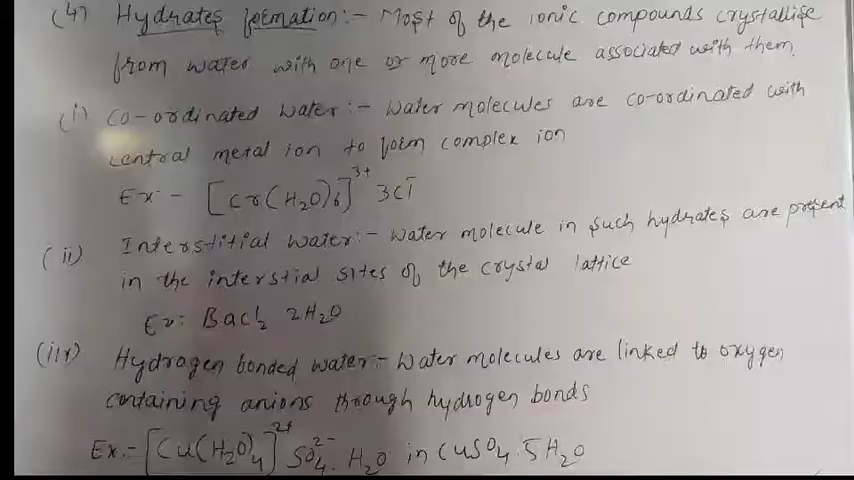 (4) Hydrates formation:- Most of the ionic compounds crystallise
from water with one or more molecule associated with them.
(i) Co-ordinated water:- water molecules are co-ordinated with
central metal ion to form complex ion
Ex - [Cr(H₂O)₆]³⁺ 3Cl⁻
(ii) Interstitial water:- water molecule in such hydrates are present
in the interstial sites of the crystal lattice
Ex: BaCl₂ 2H₂O
(iii) Hydrogen bonded water:- water molecules are linked to oxygen
containing anions through hydrogen bonds
Ex:- [Cu(H₂O)₄]²⁺ SO₄²⁻. H₂O in CuSO₄. 5H₂O